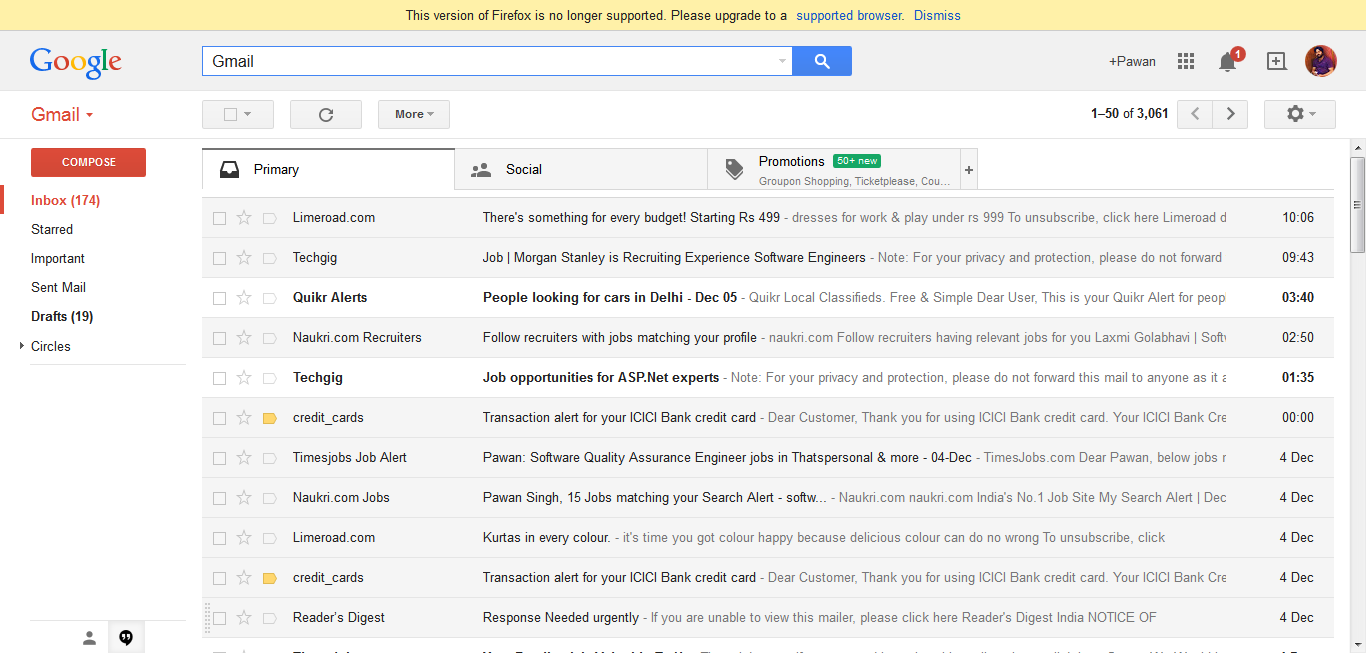 This version of Firefox is no longer supported. Please upgrade to a supported browser. Dismiss
Google
Gmail
+Pawan
1
Gmail
More
1–50 of 3,061
COMPOSE
Inbox (174)
Starred
Important
Sent Mail
Drafts (19)
Circles
Primary
Social
Promotions 50+ new
Groupon Shopping, Ticketplease, Cou...
+
Limeroad.com There's something for every budget! Starting Rs 499 - dresses for work & play under rs 999 To unsubscribe, click here Limeroad d 10:06
Techgig Job | Morgan Stanley is Recruiting Experience Software Engineers - Note: For your privacy and protection, please do not forward 09:43
Quikr Alerts People looking for cars in Delhi - Dec 05 - Quikr Local Classifieds. Free & Simple Dear User, This is your Quikr Alert for peop 03:40
Naukri.com Recruiters Follow recruiters with jobs matching your profile - naukri.com Follow recruiters having relevant jobs for you Laxmi Golabhavi | Softv 02:50
Techgig Job opportunities for ASP.Net experts - Note: For your privacy and protection, please do not forward this mail to anyone as it a 01:35
credit_cards Transaction alert for your ICICI Bank credit card - Dear Customer, Thank you for using ICICI Bank credit card. Your ICICI Bank Cre 00:00
Timesjobs Job Alert Pawan: Software Quality Assurance Engineer jobs in Thatspersonal & more - 04-Dec - TimesJobs.com Dear Pawan, below jobs r 4 Dec
Naukri.com Jobs Pawan Singh, 15 Jobs matching your Search Alert - softw... - Naukri.com naukri.com India's No.1 Job Site My Search Alert | Dec 4 Dec
Limeroad.com Kurtas in every colour. - it's time you got colour happy because delicious colour can do no wrong To unsubscribe, click 4 Dec
credit_cards Transaction alert for your ICICI Bank credit card - Dear Customer, Thank you for using ICICI Bank credit card. Your ICICI Bank Cre 4 Dec
Reader's Digest Response Needed urgently - If you are unable to view this mailer, please click here Reader's Digest India NOTICE OF 4 Dec